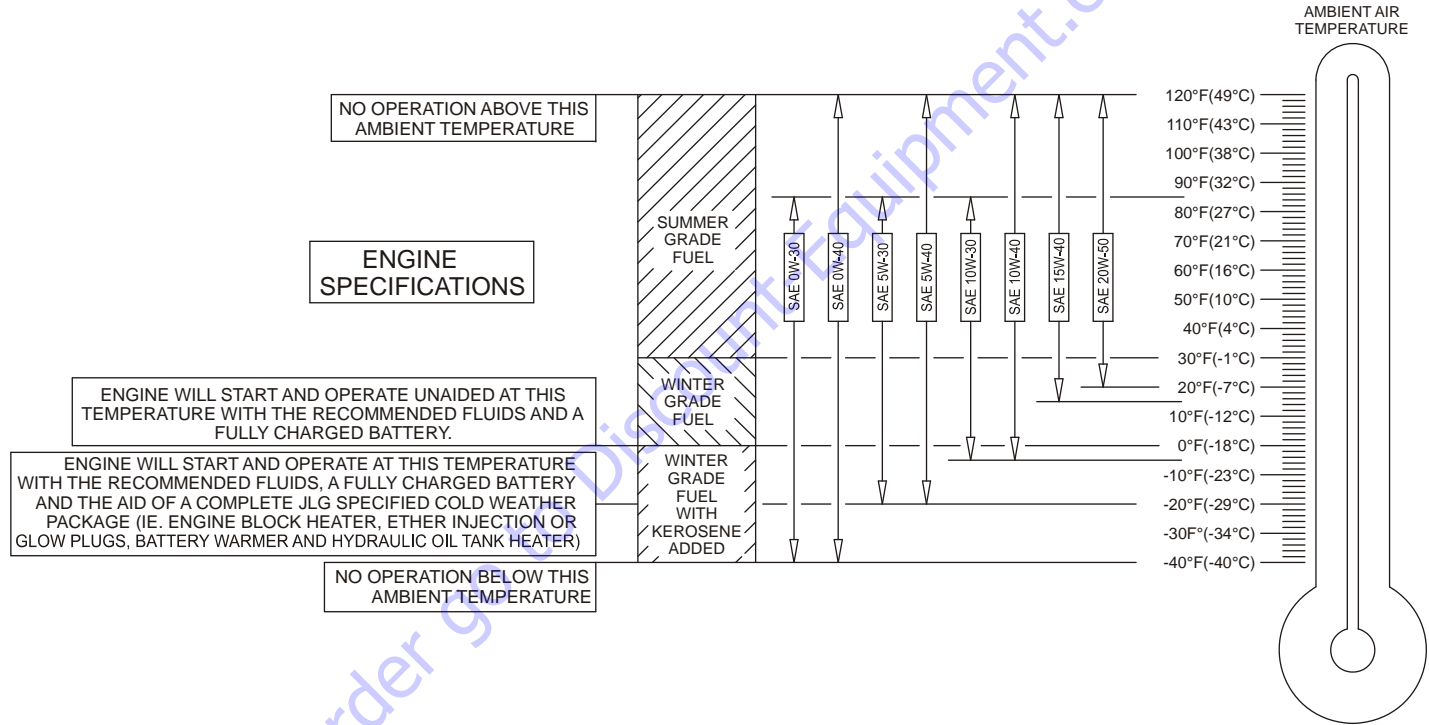 AMBIENT AIR
TEMPERATURE
NO OPERATION ABOVE THIS
AMBIENT TEMPERATURE
ENGINE
SPECIFICATIONS
ENGINE WILL START AND OPERATE UNAIDED AT THIS
TEMPERATURE WITH THE RECOMMENDED FLUIDS AND A
FULLY CHARGED BATTERY.
ENGINE WILL START AND OPERATE AT THIS TEMPERATURE
WITH THE RECOMMENDED FLUIDS, A FULLY CHARGED BATTERY
AND THE AID OF A COMPLETE JLG SPECIFIED COLD WEATHER
PACKAGE (IE. ENGINE BLOCK HEATER, ETHER INJECTION OR
GLOW PLUGS, BATTERY WARMER AND HYDRAULIC OIL TANK HEATER)
NO OPERATION BELOW THIS
AMBIENT TEMPERATURE
SUMMER
GRADE
FUEL
WINTER
GRADE
FUEL
WINTER
GRADE
FUEL
WITH
KEROSENE
ADDED
SAE 0W-30
SAE 0W-40
SAE 5W-30
SAE 5W-40
SAE 10W-30
SAE 10W-40
SAE 15W-40
SAE 20W-50
120°F(49°C)
110°F(43°C)
100°F(38°C)
90°F(32°C)
80°F(27°C)
70°F(21°C)
60°F(16°C)
50°F(10°C)
40°F(4°C)
30°F(-1°C)
20°F(-7°C)
10°F(-12°C)
0°F(-18°C)
-10°F(-23°C)
-20°F(-29°C)
-30F°(-34°C)
-40°F(-40°C)
order go to Discount-Equipment.c